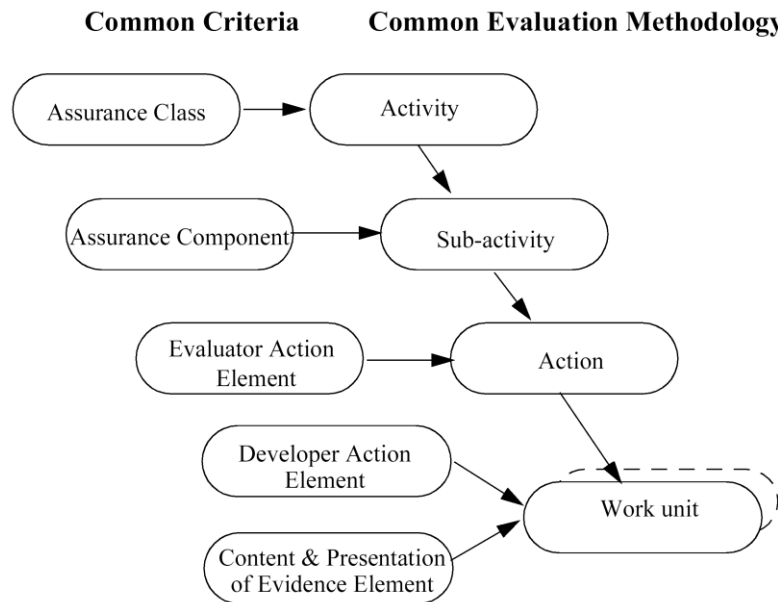 Common Criteria
Common Evaluation Methodology
Assurance Class
Activity
Assurance Component
Sub-activity
Evaluator Action
Element
Action
Developer Action
Element
Work unit
Content & Presentation
of Evidence Element